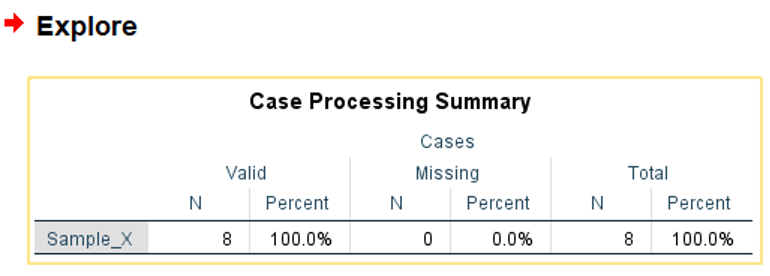 Explore
Case Processing Summary
Cases
Valid Missing Total
N Percent N Percent N Percent
Sample_X 8 100.0% 0 0.0% 8 100.0%